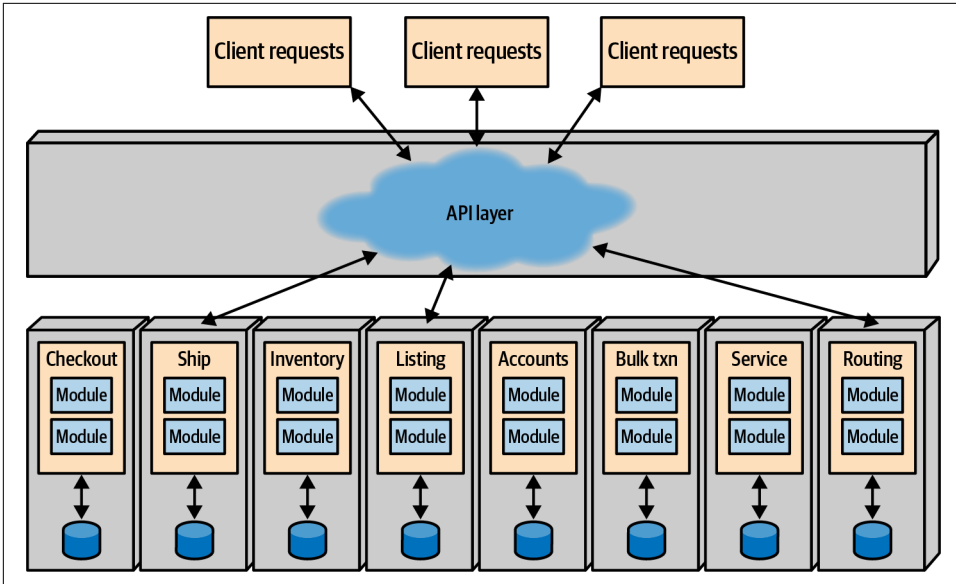 Client requests
Client requests
Client requests
API layer
Checkout
Module
Module
Ship
Module
Module
Inventory
Module
Module
Listing
Module
Module
Accounts
Module
Module
Bulk txn
Module
Module
Service
Module
Module
Routing
Module
Module